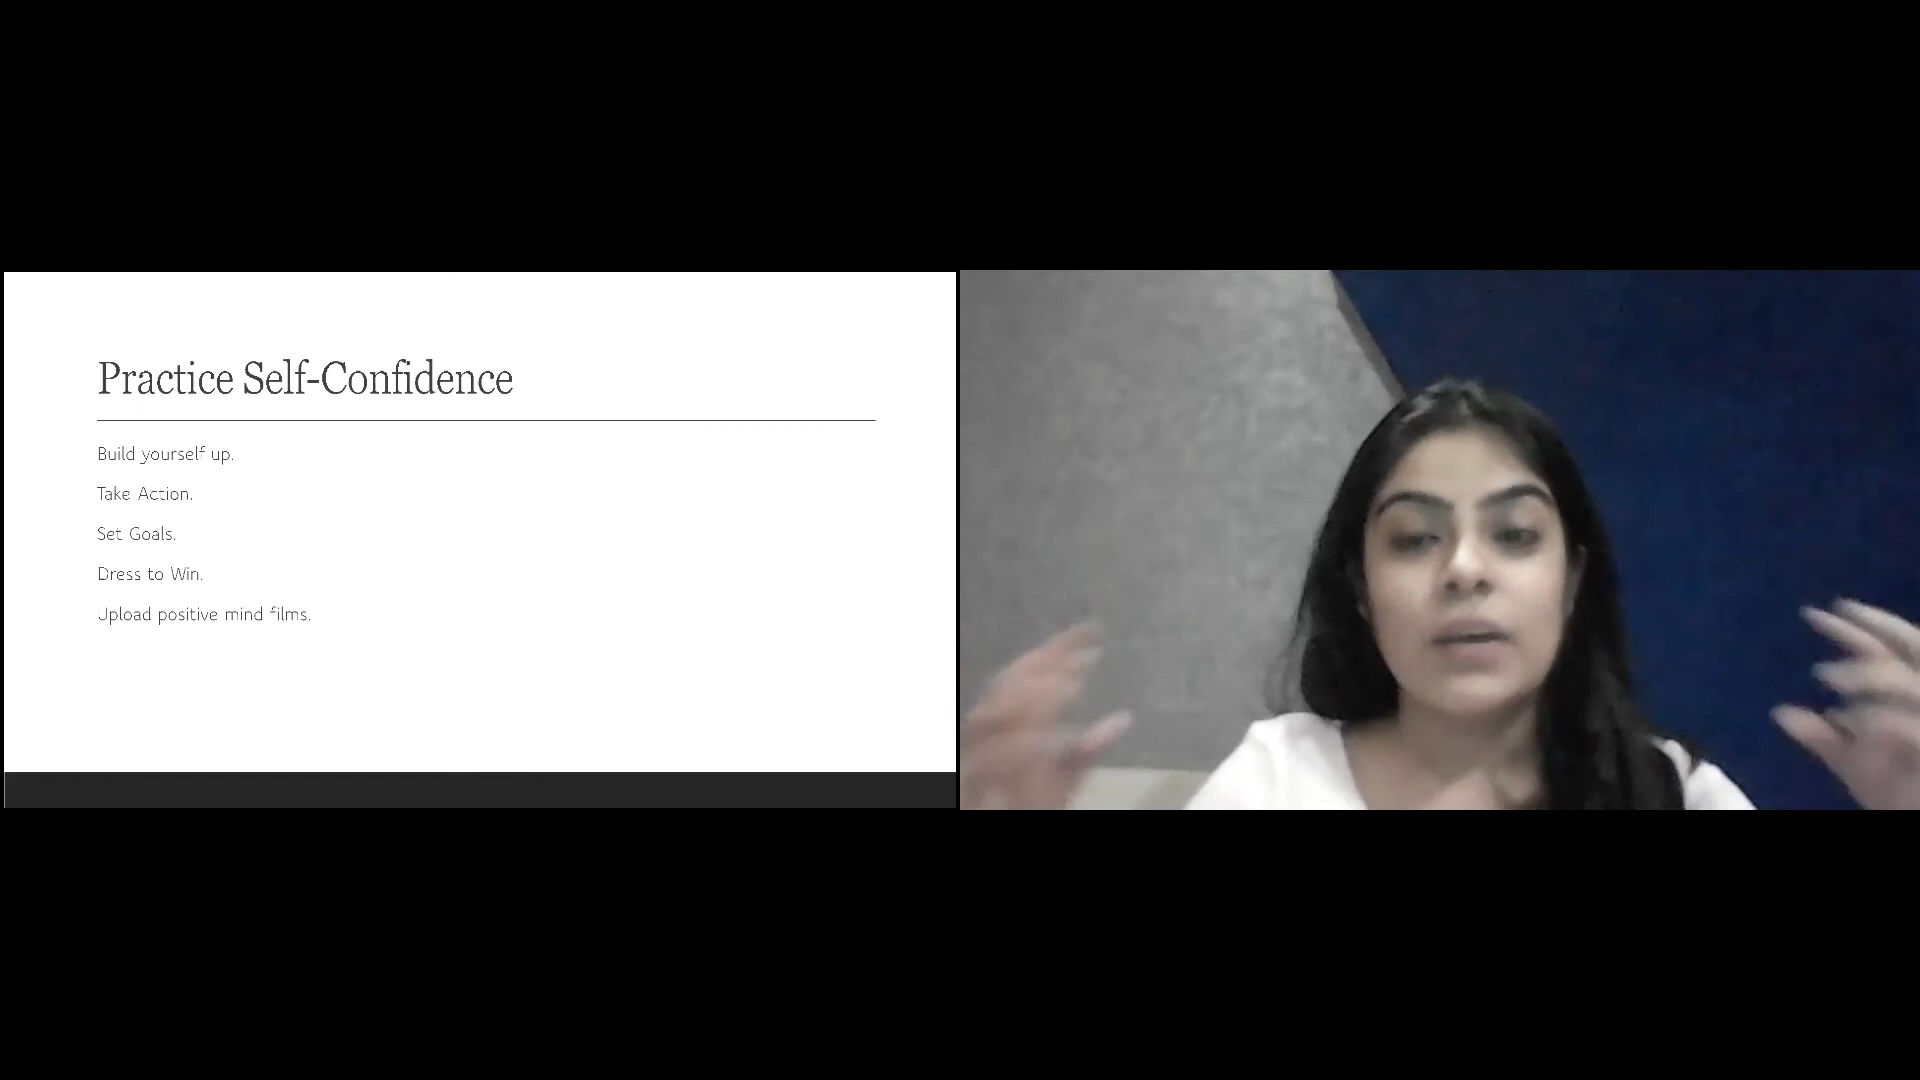 Practice Self-Confidence
Build yourself up.
Take Action.
Set Goals.
Dress to Win.
Upload positive mind films.